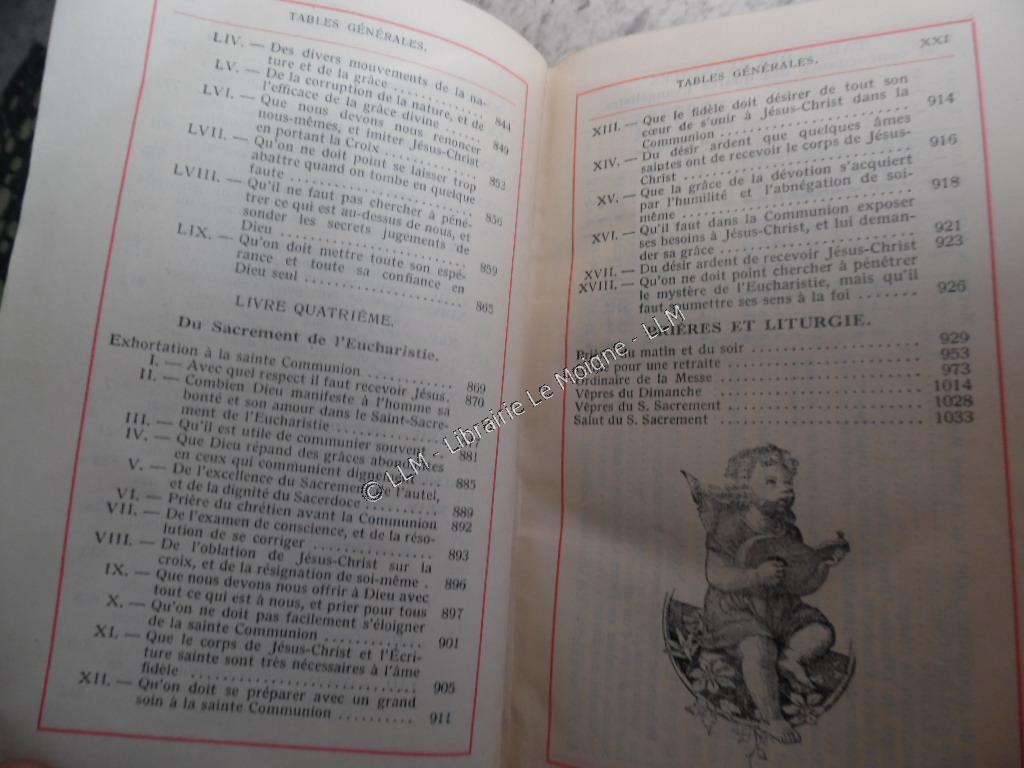 TABLES GÉNÉRALES.
LIV. — Des divers mouvements de la na-
ture et de la grâce . . . . . . . 844
LV. — De la corruption de la nature, et de
l'efficace de la grâce divine . . . . 849
LVI. — Que nous devons nous renoncer
nous-mêmes, et imiter Jésus-Christ
en portant la Croix . . . . . . . 853
LVII. — Qu'on ne doit point se laisser trop
abattre quand on tombe en quelque
faute . . . . . . . 856
LVIII. — Qu'il ne faut pas chercher à péné-
trer ce qui est au-dessus de nous, et
sonder les secrets jugements de
Dieu . . . . . . . 859
LIX. — Qu'on doit mettre toute son espé-
rance et toute sa confiance en
Dieu seul . . . . . . . 865
LIVRE QUATRIÈME.
Du Sacrement de l'Eucharistie.
Exhortation à la sainte Communion . . . . . . . 869
I. — Avec quel respect il faut recevoir Jésus. 870
II. — Combien Dieu manifeste à l'homme sa
bonté et son amour dans le Saint-Sacre-
ment de l'Eucharistie . . . . . . .
III. — Qu'il est utile de communier souvent 881
IV. — Que Dieu répand des grâces abondantes
en ceux qui communient dignement 885
V. — De l'excellence du Sacrement de l'autel,
et de la dignité du Sacerdoce . . . . . . . 889
VI. — Prière du chrétien avant la Communion 892
VII. — De l'examen de conscience, et de la réso-
lution de se corriger . . . . . . . 893
VIII. — De l'oblation de Jésus-Christ sur la
croix, et de la résignation de soi-même . 896
IX. — Que nous devons nous offrir à Dieu avec
tout ce qui est à nous, et prier pour tous 897
X. — Qu'on ne doit pas facilement s'éloigner
de la sainte Communion . . . . . . . 901
XI. — Que le corps de Jésus-Christ et l'Écri-
ture sainte sont très nécessaires à l'âme
fidèle . . . . . . . 905
XII. — Qu'on doit se préparer avec un grand
soin à la sainte Communion . . . . . . . 911
TABLES GÉNÉRALES. XXI
XIII. — Que le fidèle doit désirer de tout son
cœur de s'unir à Jésus-Christ dans la
Communion . . . . . . . 914
XIV. — Du désir ardent que quelques âmes
saintes ont de recevoir le corps de Jésus-
Christ . . . . . . . 916
XV. — Que la grâce de la dévotion s'acquiert
par l'humilité et l'abnégation de soi-
même . . . . . . . 918
XVI. — Qu'il faut dans la Communion exposer
ses besoins à Jésus-Christ, et lui deman-
der sa grâce . . . . . . . 921
XVII. — Du désir ardent de recevoir Jésus-Christ 923
XVIII. — Qu'on ne doit point chercher à pénétrer
le mystère de l'Eucharistie, mais qu'il
faut soumettre ses sens à la foi . . . . . . . 926
PRIÈRES ET LITURGIE.
Prières du matin et du soir . . . . . . . 929
pour une retraite . . . . . . . 953
Ordinaire de la Messe . . . . . . . 973
Vêpres du Dimanche . . . . . . . 1014
Vêpres du S. Sacrement . . . . . . . 1028
Salut du S. Sacrement . . . . . . . 1033
© LLM - Librairie Le Moigne - LLM